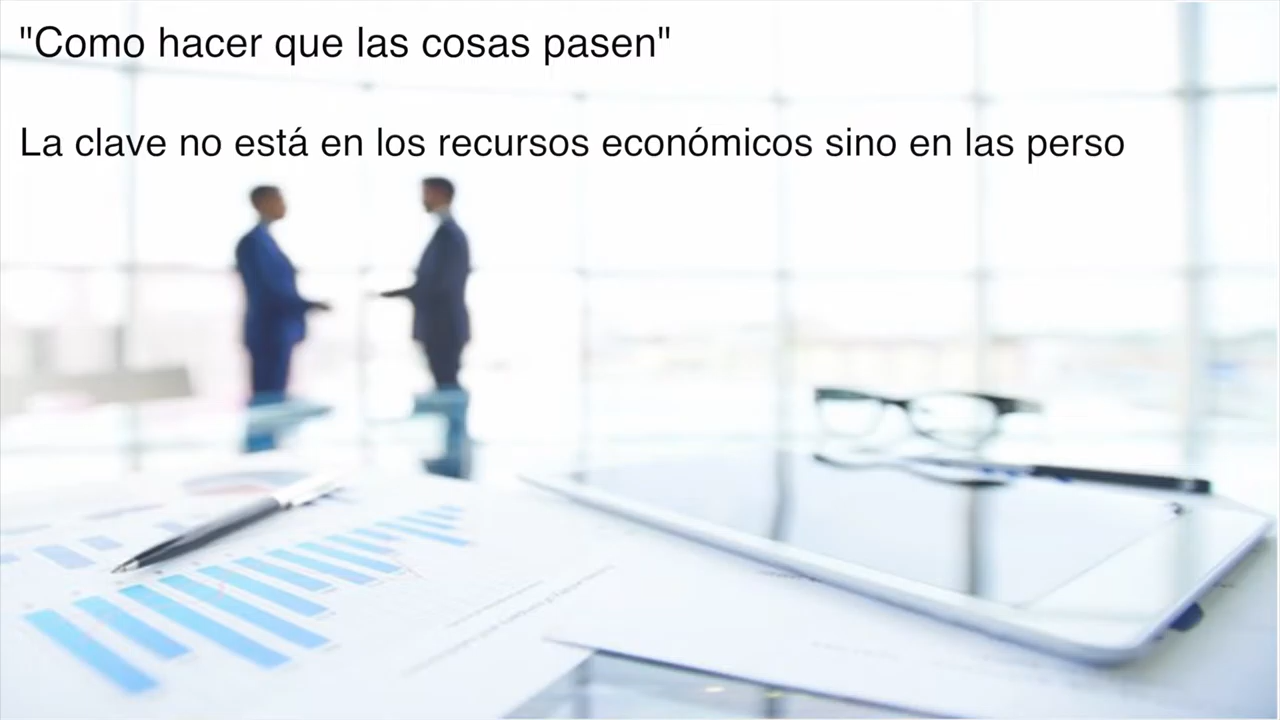 "Como hacer que las cosas pasen"
La clave no está en los recursos económicos sino en las perso